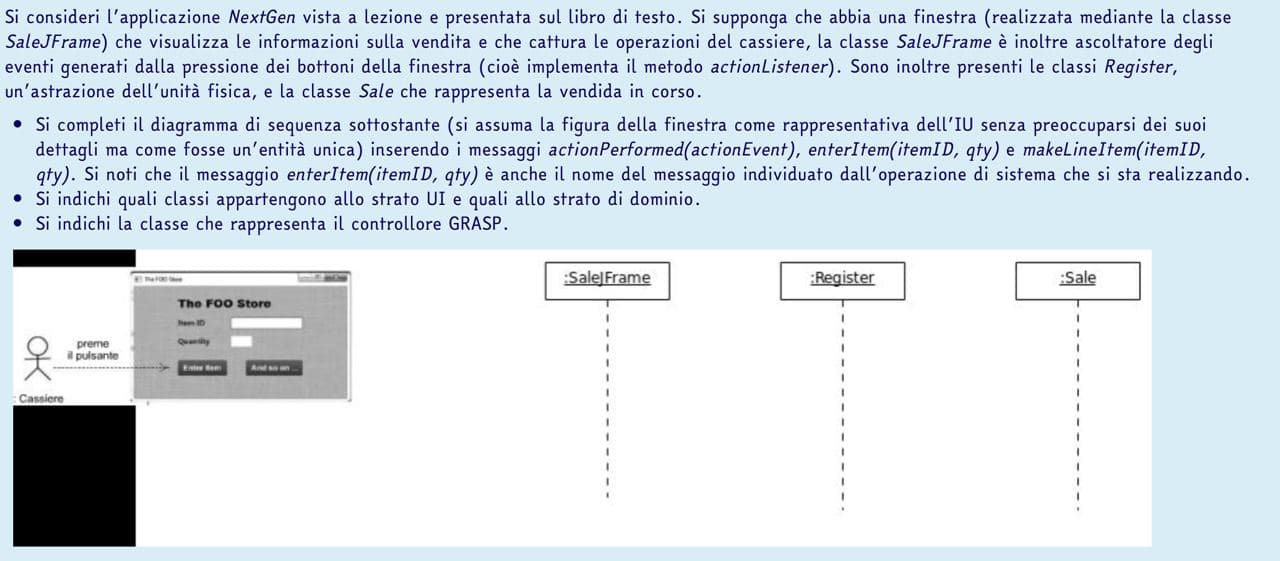 Si consideri l'applicazione NextGen vista a lezione e presentata sul libro di testo. Si supponga che abbia una finestra (realizzata mediante la classe
SaleJFrame) che visualizza le informazioni sulla vendita e che cattura le operazioni del cassiere, la classe SaleJFrame è inoltre ascoltatore degli
eventi generati dalla pressione dei bottoni della finestra (cioè implementa il metodo actionListener). Sono inoltre presenti le classi Register,
un'astrazione dell'unità fisica, e la classe Sale che rappresenta la vendida in corso.
• Si completi il diagramma di sequenza sottostante (si assuma la figura della finestra come rappresentativa dell'IU senza preoccuparsi dei suoi
dettagli ma come fosse un'entità unica) inserendo i messaggi actionPerformed(actionEvent), enterItem(itemID, qty) e makeLineItem(itemID,
qty). Si noti che il messaggio enterItem(itemID, qty) è anche il nome del messaggio individuato dall'operazione di sistema che si sta realizzando.
• Si indichi quali classi appartengono allo strato UI e quali allo strato di dominio.
• Si indichi la classe che rappresenta il controllore GRASP.
The FOO Store
:SaleJFrame
:Register
:Sale
The FOO Store
Item ID
Quantity
preme
il pulsante
Enter Item
And so on ...
: Cassiere